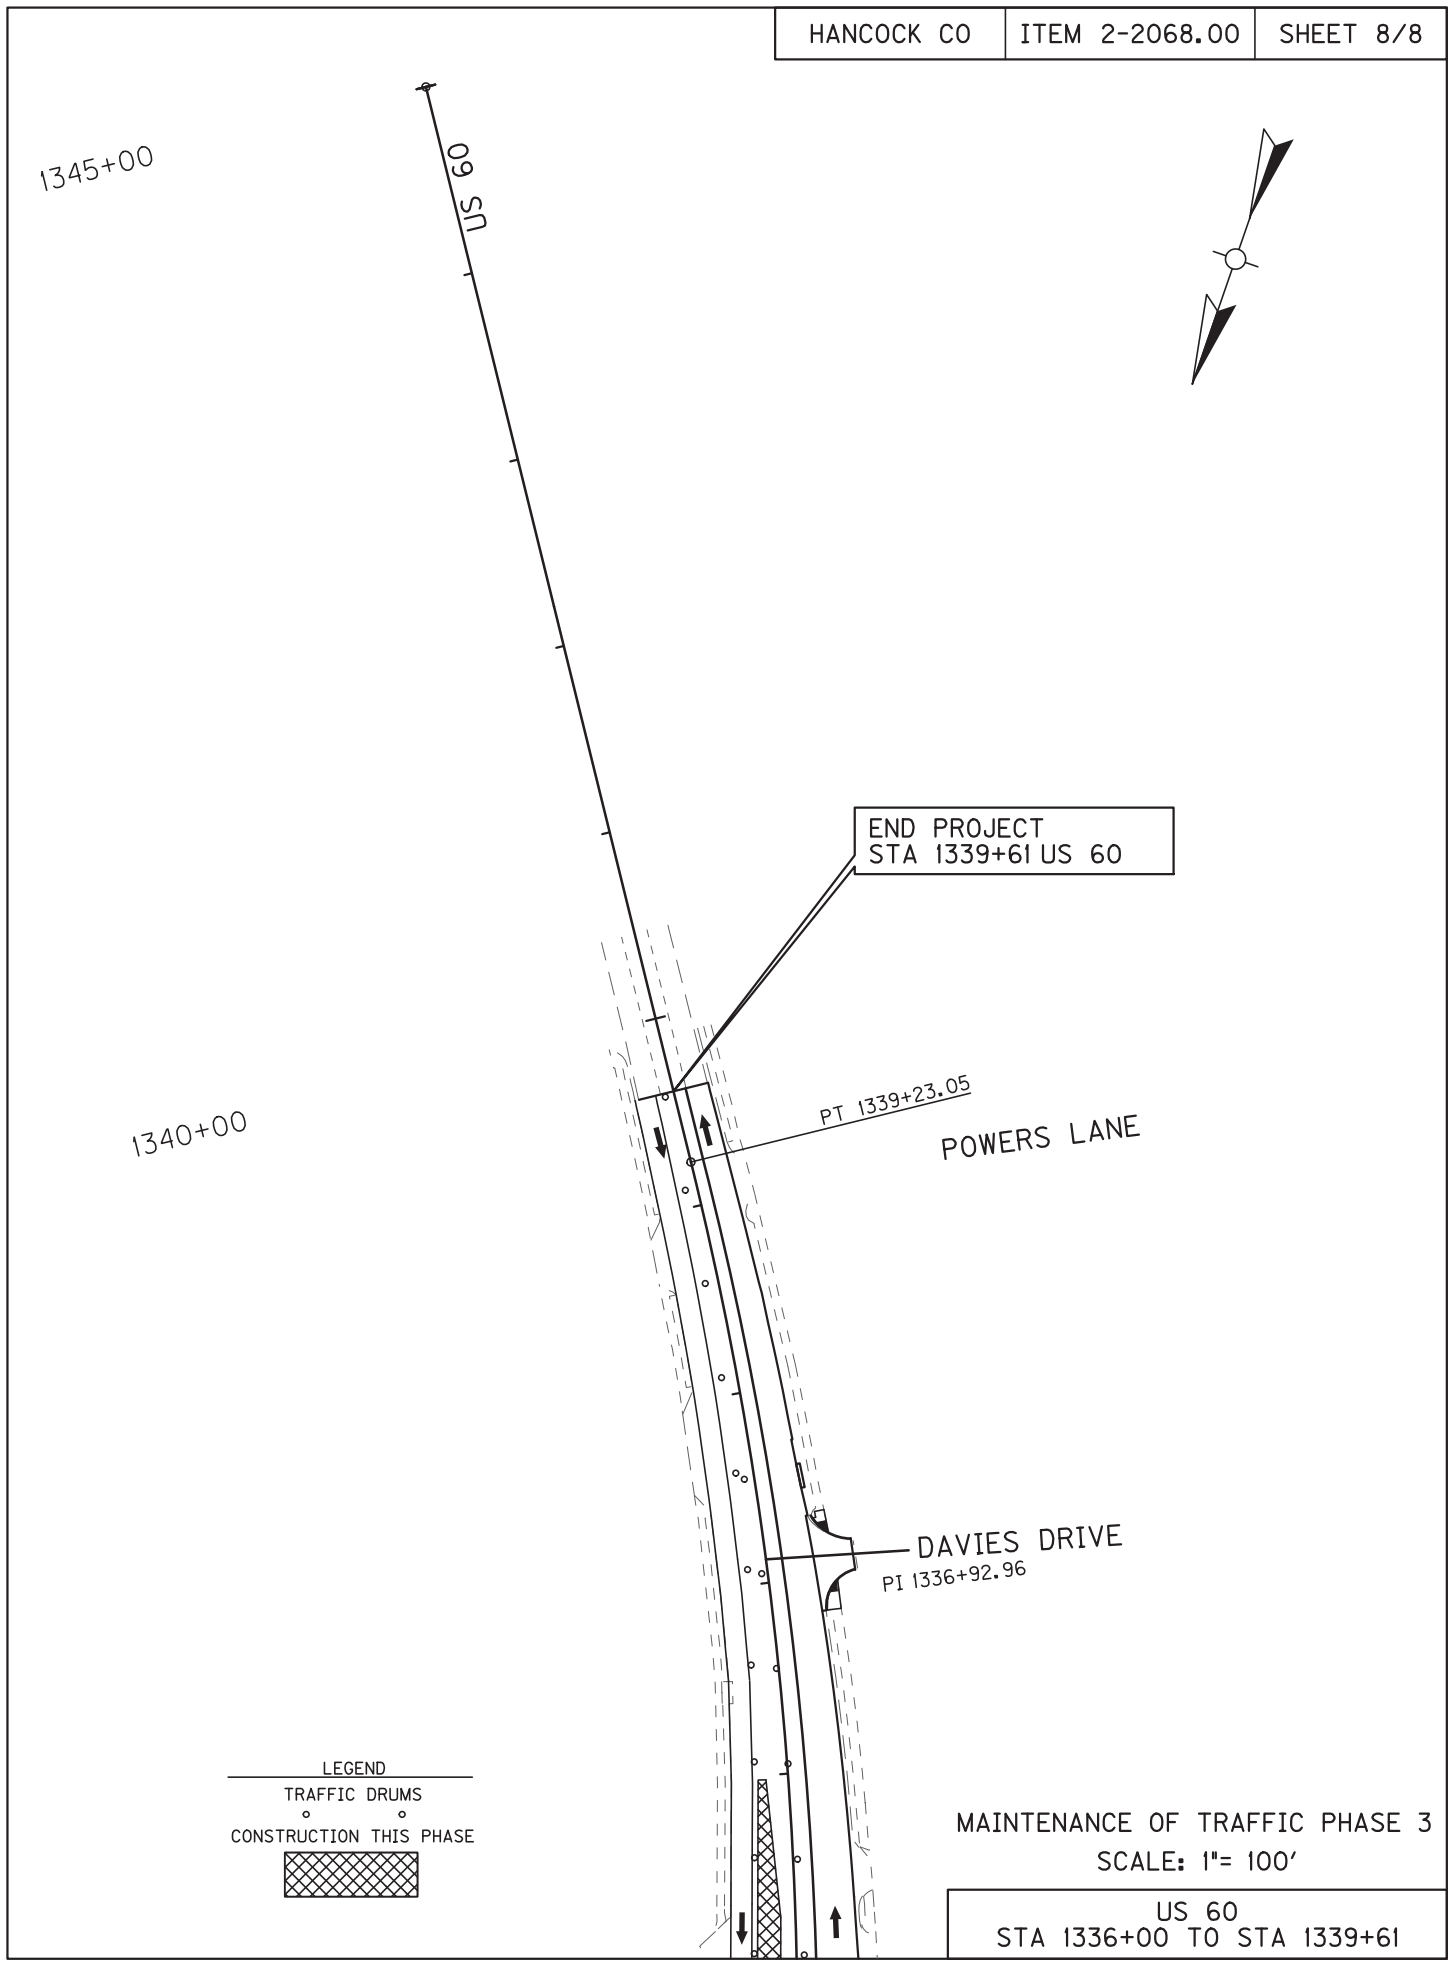 HANCOCK CO
ITEM 2-2068.00
SHEET 8/8
1345+00
US 60
END PROJECT
STA 1339+61 US 60
PT 1339+23.05
POWERS LANE
1340+00
DAVIES DRIVE
PI 1336+92.96
LEGEND
TRAFFIC DRUMS
CONSTRUCTION THIS PHASE
MAINTENANCE OF TRAFFIC PHASE 3
SCALE: 1"= 100'
US 60
STA 1336+00 TO STA 1339+61